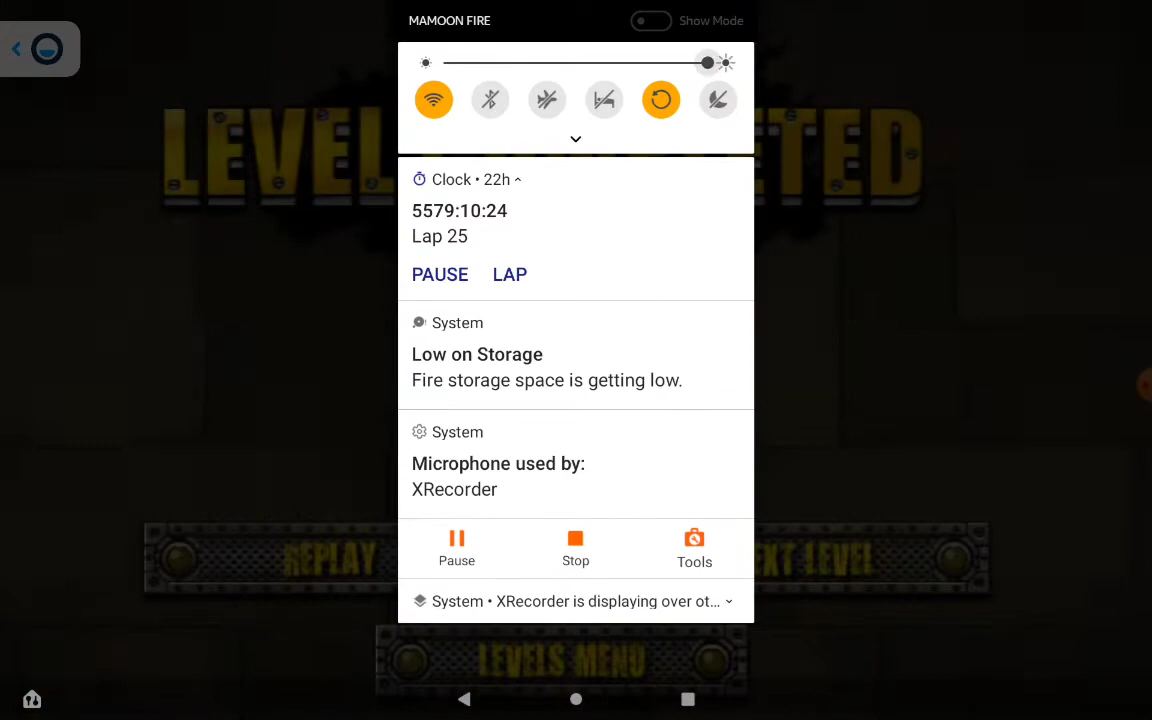 MAMOON FIRE
Show Mode
Clock • 22h
5579:10:24
Lap 25
PAUSE LAP
System
Low on Storage
Fire storage space is getting low.
System
Microphone used by:
XRecorder
Pause Stop Tools
System • XRecorder is displaying over ot...
REPLAY
LEVELS MENU